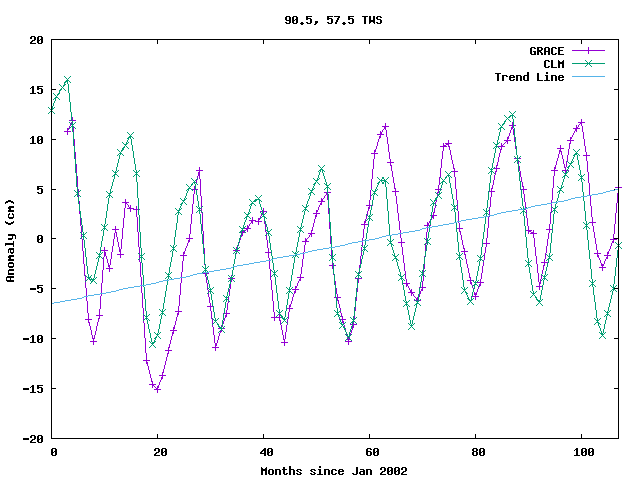 90.5, 57.5 TWS
GRACE
CLM
Trend Line
20
15
10
5
0
-5
-10
-15
-20
Anomaly (cm)
0 20 40 60 80 100
Months since Jan 2002